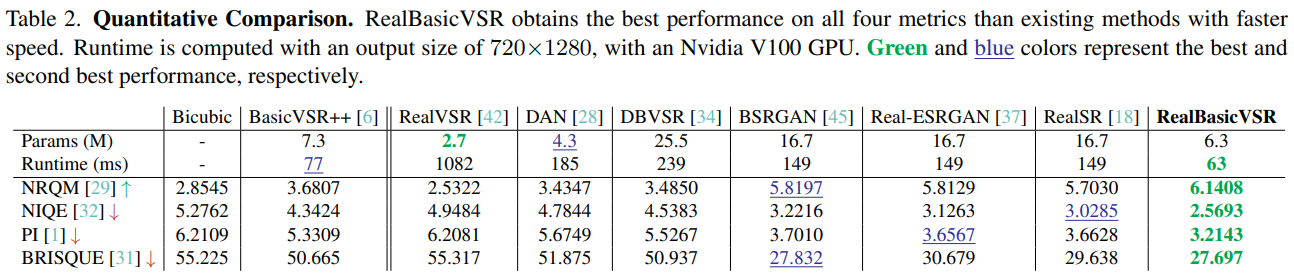 Table 2. Quantitative Comparison. RealBasicVSR obtains the best performance on all four metrics than existing methods with faster
speed. Runtime is computed with an output size of 720×1280, with an Nvidia V100 GPU. Green and blue colors represent the best and
second best performance, respectively.
Bicubic BasicVSR++ [6] RealVSR [42] DAN [28] DBVSR [34] BSRGAN [45] Real-ESRGAN [37] RealSR [18] RealBasicVSR
Params (M) - 7.3 2.7 4.3 25.5 16.7 16.7 16.7 6.3
Runtime (ms) - 77 1082 185 239 149 149 149 63
NRQM [29] ↑ 2.8545 3.6807 2.5322 3.4347 3.4850 5.8197 5.8129 5.7030 6.1408
NIQE [32] ↓ 5.2762 4.3424 4.9484 4.7844 4.5383 3.2216 3.1263 3.0285 2.5693
PI [1] ↓ 6.2109 5.3309 6.2081 5.6749 5.5267 3.7010 3.6567 3.6628 3.2143
BRISQUE [31] ↓ 55.225 50.665 55.317 51.875 50.937 27.832 30.679 29.638 27.697